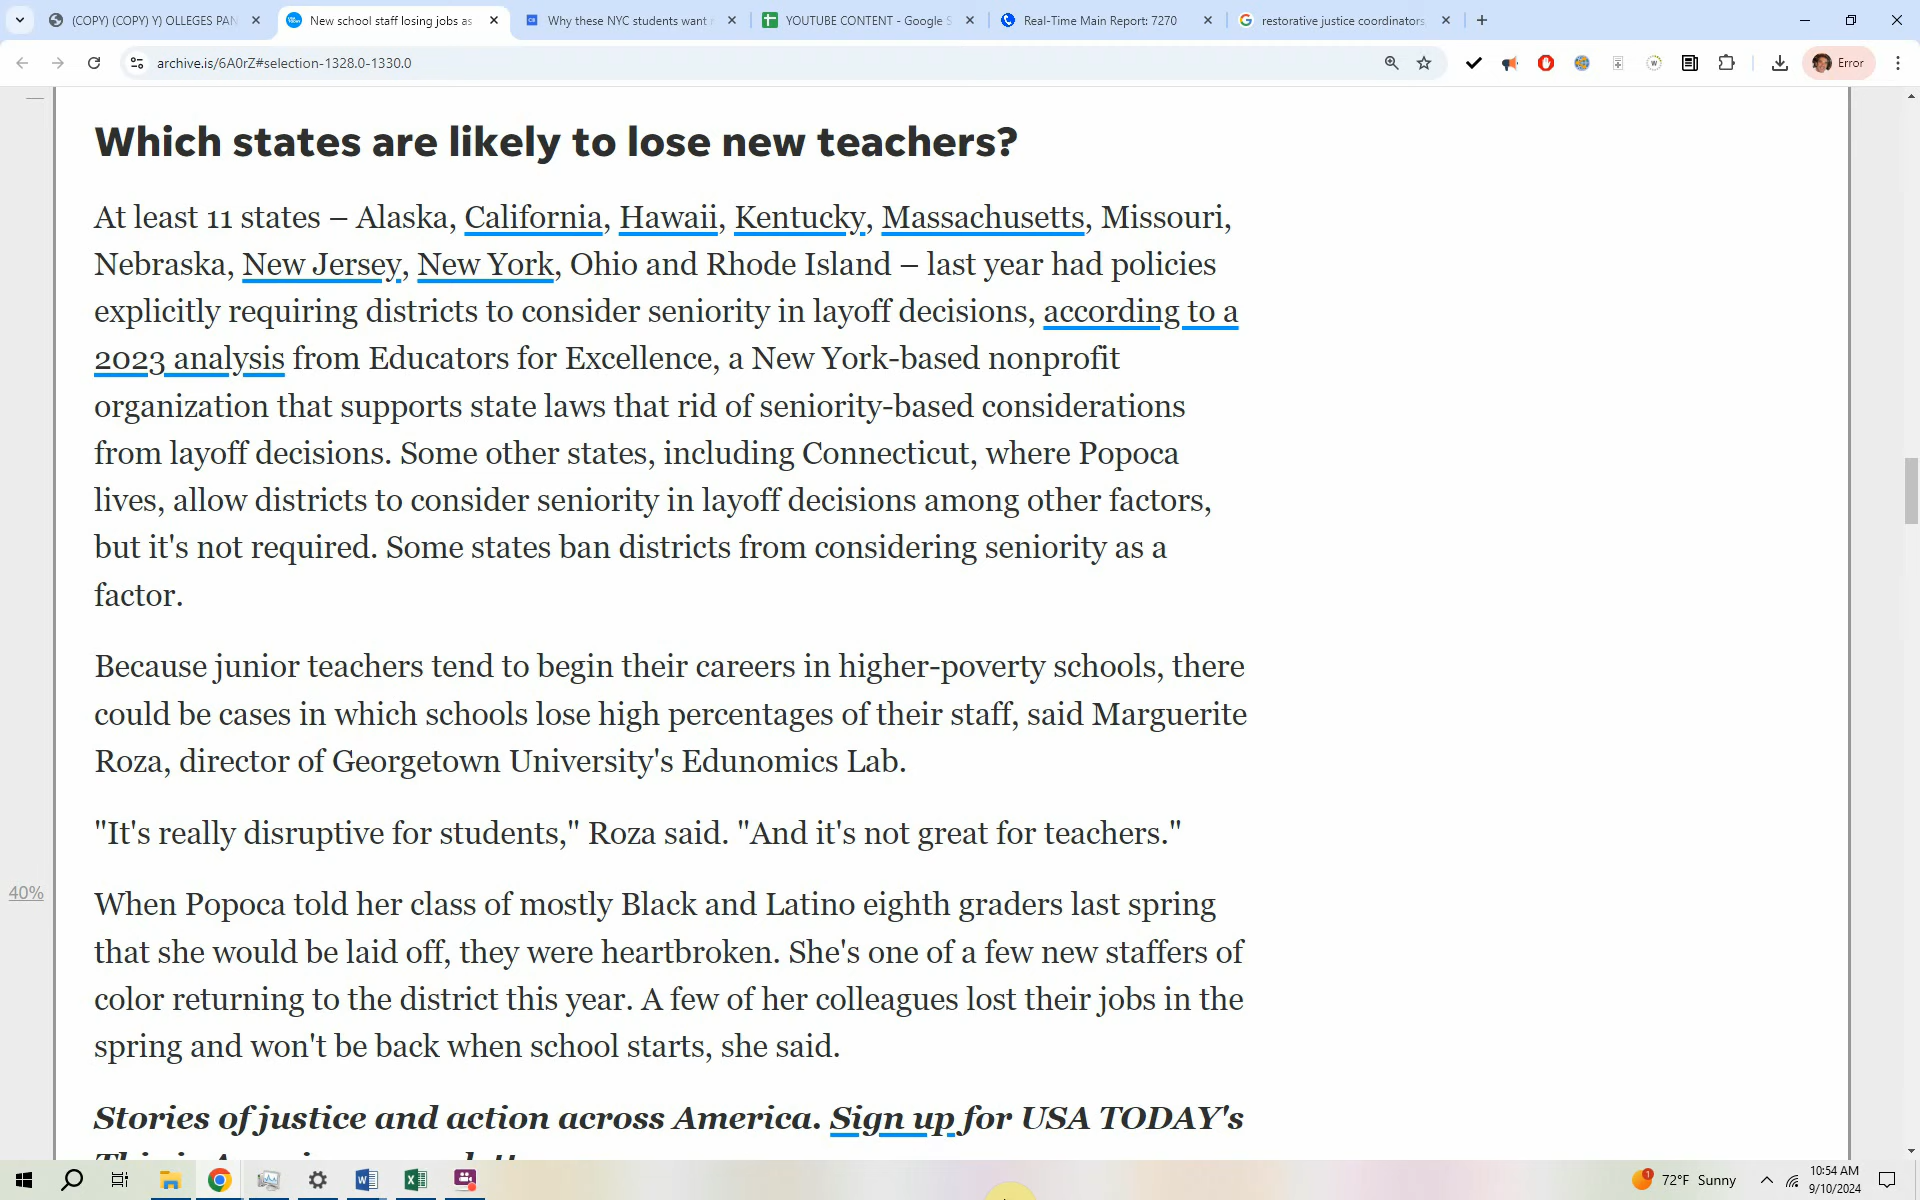 (COPY) (COPY) Y) OLLEGES PAN
New school staff losing jobs as
Why these NYC students want
YOUTUBE CONTENT - Google S
Real-Time Main Report: 7270
restorative justice coordinators
archive.is/6A0rZ#selection-1328.0-1330.0
Error
Which states are likely to lose new teachers?
At least 11 states – Alaska, California, Hawaii, Kentucky, Massachusetts, Missouri,
Nebraska, New Jersey, New York, Ohio and Rhode Island – last year had policies
explicitly requiring districts to consider seniority in layoff decisions, according to a
2023 analysis from Educators for Excellence, a New York-based nonprofit
organization that supports state laws that rid of seniority-based considerations
from layoff decisions. Some other states, including Connecticut, where Popoca
lives, allow districts to consider seniority in layoff decisions among other factors,
but it's not required. Some states ban districts from considering seniority as a
factor.
Because junior teachers tend to begin their careers in higher-poverty schools, there
could be cases in which schools lose high percentages of their staff, said Marguerite
Roza, director of Georgetown University's Edunomics Lab.
"It's really disruptive for students," Roza said. "And it's not great for teachers."
40%
When Popoca told her class of mostly Black and Latino eighth graders last spring
that she would be laid off, they were heartbroken. She's one of a few new staffers of
color returning to the district this year. A few of her colleagues lost their jobs in the
spring and won't be back when school starts, she said.
Stories of justice and action across America. Sign up for USA TODAY's
72°F Sunny
10:54 AM
9/10/2024